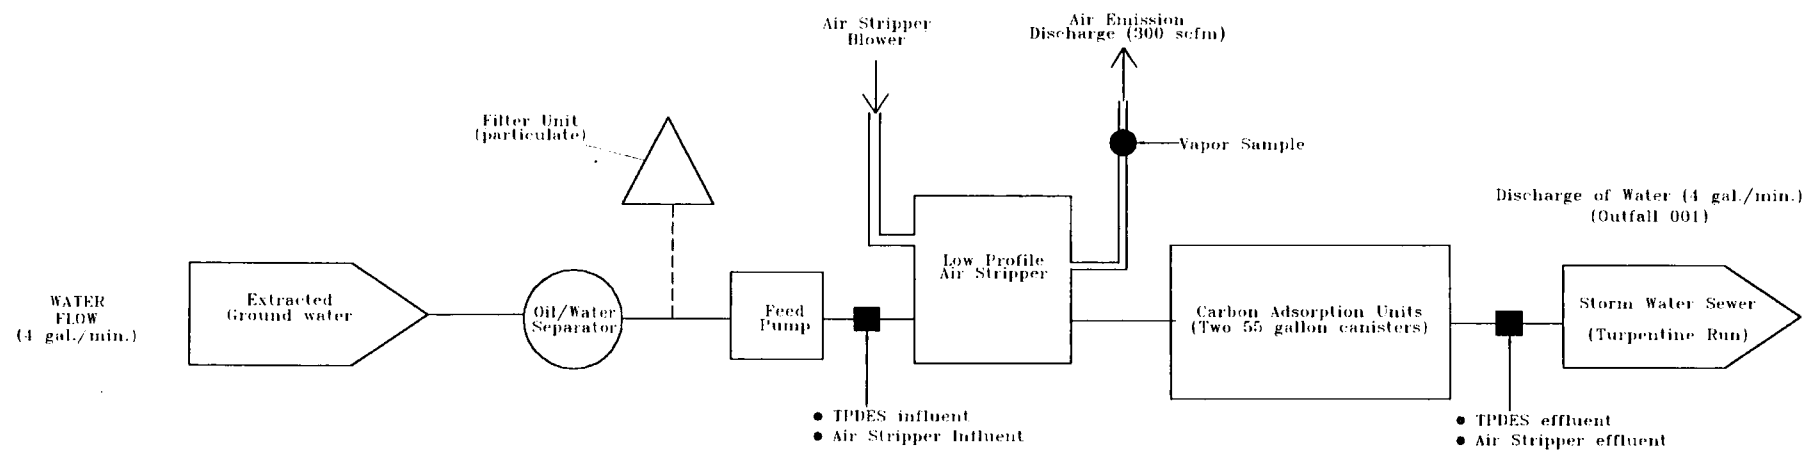 Air Stripper
Blower
Air Emission
Discharge (300 scfm)
Filter Unit
(particulate)
Vapor Sample
Discharge of Water (4 gal./min.)
(Outfall 001)
WATER
FLOW
(4 gal./min.)
Extracted
Ground water
Oil/Water
Separator
Feed
Pump
Low Profile
Air Stripper
Carbon Adsorption Units
(Two 55 gallon canisters)
Storm Water Sewer
(Turpentine Run)
● TPDES influent
● Air Stripper Influent
● TPDES effluent
● Air Stripper effluent